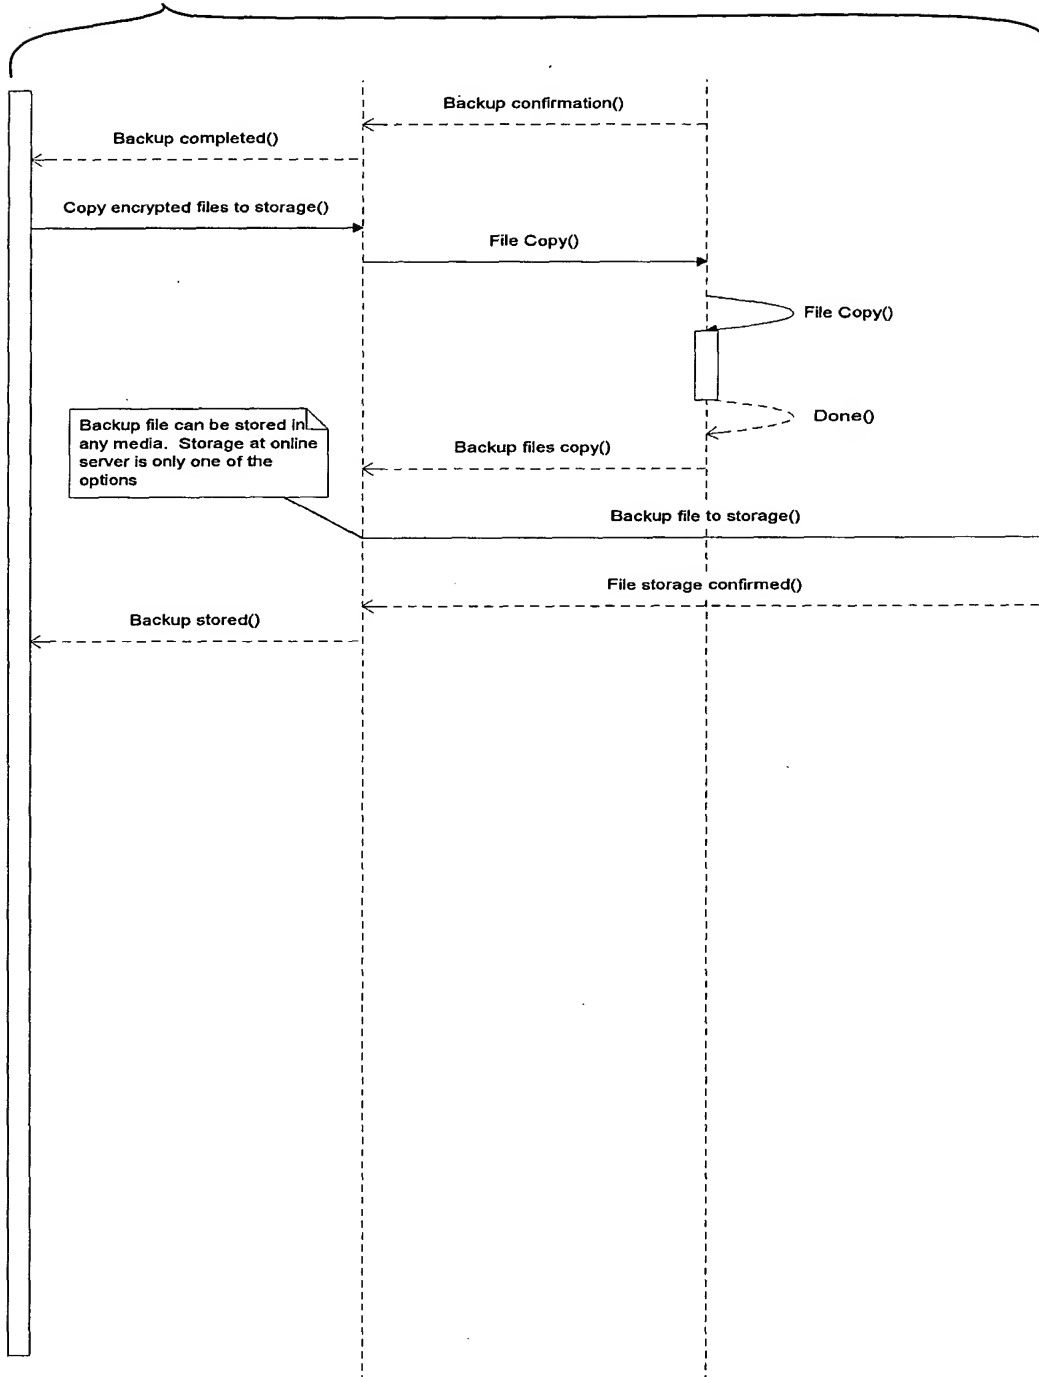 Backup confirmation()
Backup completed()
Copy encrypted files to storage()
File Copy()
File Copy()
Backup file can be stored in
any media. Storage at online
server is only one of the
options
Done()
Backup files copy()
Backup file to storage()
File storage confirmed()
Backup stored()